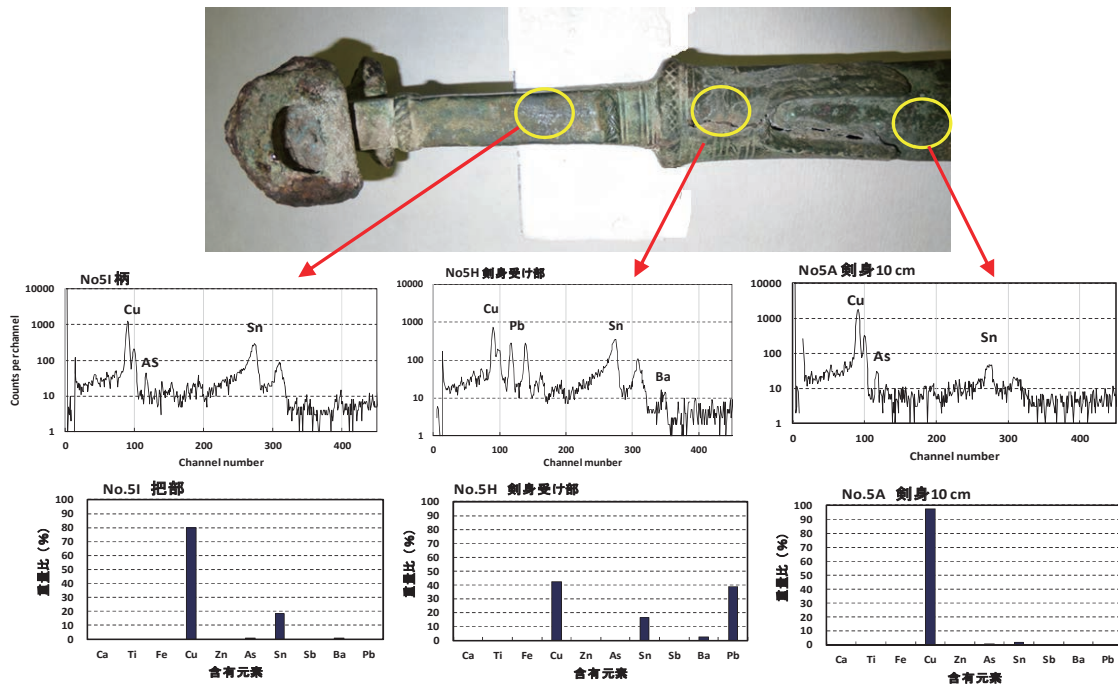 No5I 柄
10000
1000
100
10
1
Counts per channel
Cu
AS
Sn
0
100
200
300
400
Channel number
No5H 剣身受け部
10000
1000
100
10
1
Cu
Pb
Sn
Ba
0
100
200
300
400
Channel mumber
No5A 剣身10 cm
10000
1000
100
10
1
Cu
As
Sn
0
100
200
300
400
Channel number
No.5I 把部
100
90
80
70
60
50
40
30
20
10
0
重量比（%）
Ca Ti Fe Cu Zn As Sn Sb Ba Pb
含有元素
No.5H 剣身受け部
100
90
80
70
60
50
40
30
20
10
0
重量比（%）
Ca Ti Fe Cu Zn As Sn Sb Ba Pb
含有元素
No.5A 剣身10 cm
100
90
80
70
60
50
40
30
20
10
0
重量比（%）
Ca Ti Fe Cu Zn As Sn Sb Ba Pb
含有元素